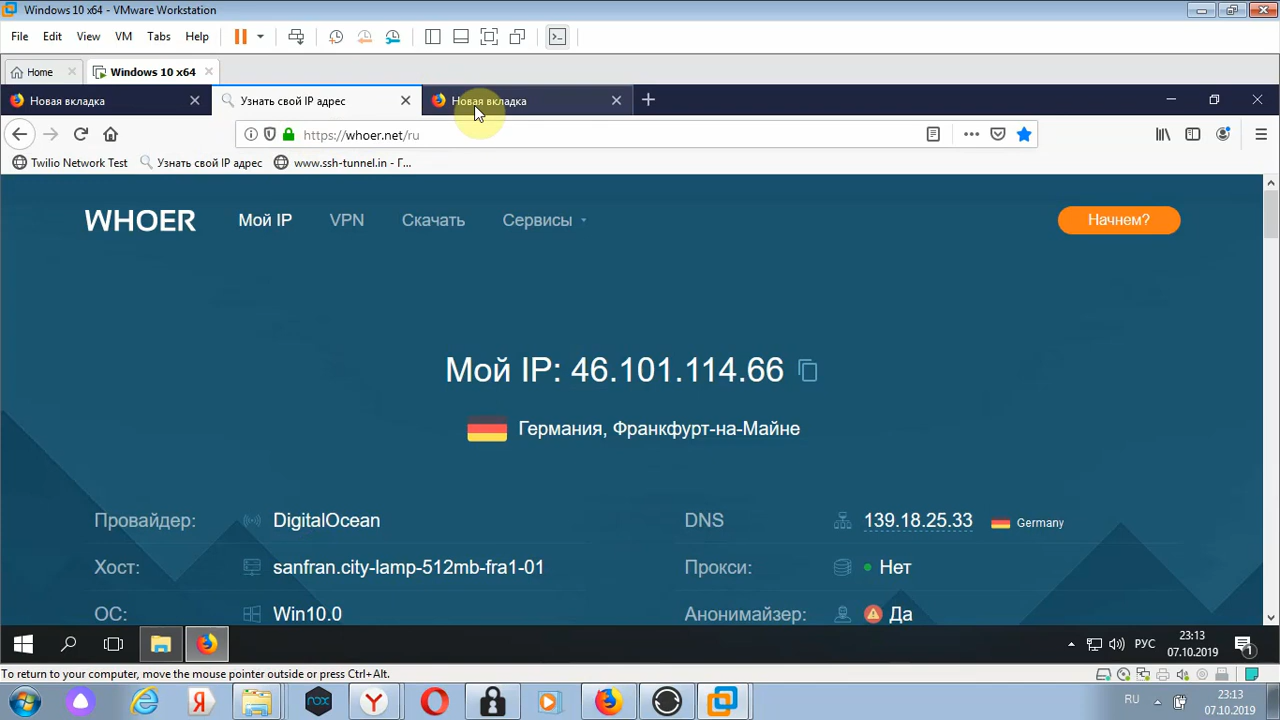 Windows 10 x64 - VMware Workstation
File Edit View VM Tabs Help
Home Windows 10 x64
Новая вкладка Узнать свой IP адрес Новая вкладка
https://whoer.net/ru
Twilio Network Test Узнать свой IP адрес www.ssh-tunnel.in - Г...
WHOER Мой IP VPN Скачать Сервисы Начнем?
Мой IP: 46.101.114.66
Германия, Франкфурт-на-Майне
Провайдер: DigitalOcean DNS 139.18.25.33 Germany
Хост: sanfran.city-lamp-512mb-fra1-01 Прокси: Нет
ОС: Win10.0 Анонимайзер: Да
РУС 23:13
07.10.2019
To return to your computer, move the mouse pointer outside or press Ctrl+Alt.
nox RU 23:13
07.10.2019